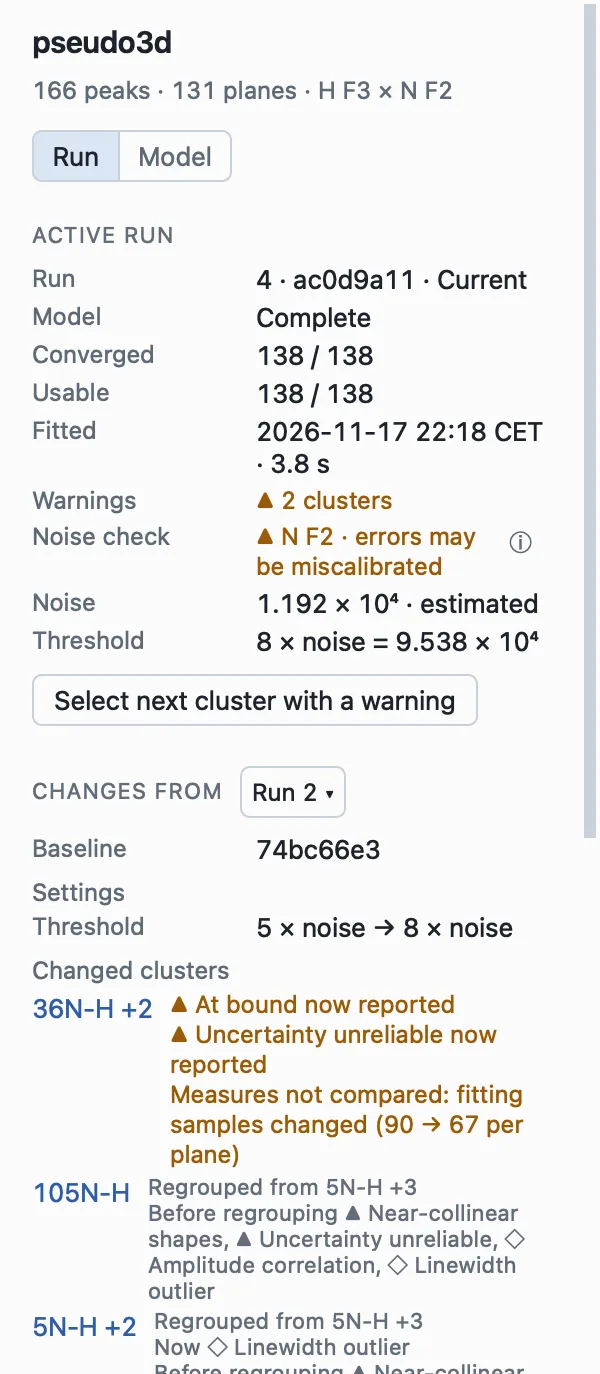 pseudo3d
166 peaks · 131 planes · H F3 × N F2
Run Model
ACTIVE RUN
Run 4 · ac0d9a11 · Current
Model Complete
Converged 138 / 138
Usable 138 / 138
Fitted 2026-11-17 22:18 CET
· 3.8 s
Warnings ▲ 2 clusters
Noise check ▲ N F2 · errors may ⓘ
be miscalibrated
Noise 1.192 × 10⁴ · estimated
Threshold 8 × noise = 9.538 × 10⁴
Select next cluster with a warning
CHANGES FROM Run 2 ▾
Baseline 74bc66e3
Settings
Threshold 5 × noise → 8 × noise
Changed clusters
36N-H +2 ▲ At bound now reported
▲ Uncertainty unreliable now
reported
Measures not compared: fitting
samples changed (90 → 67 per
plane)
105N-H Regrouped from 5N-H +3
Before regrouping ▲ Near-collinear
shapes, ▲ Uncertainty unreliable, ◇
Amplitude correlation, ◇ Linewidth
outlier
5N-H +2 Regrouped from 5N-H +3
Now ◇ Linewidth outlier
Before regrouping ▲ Near-collinear